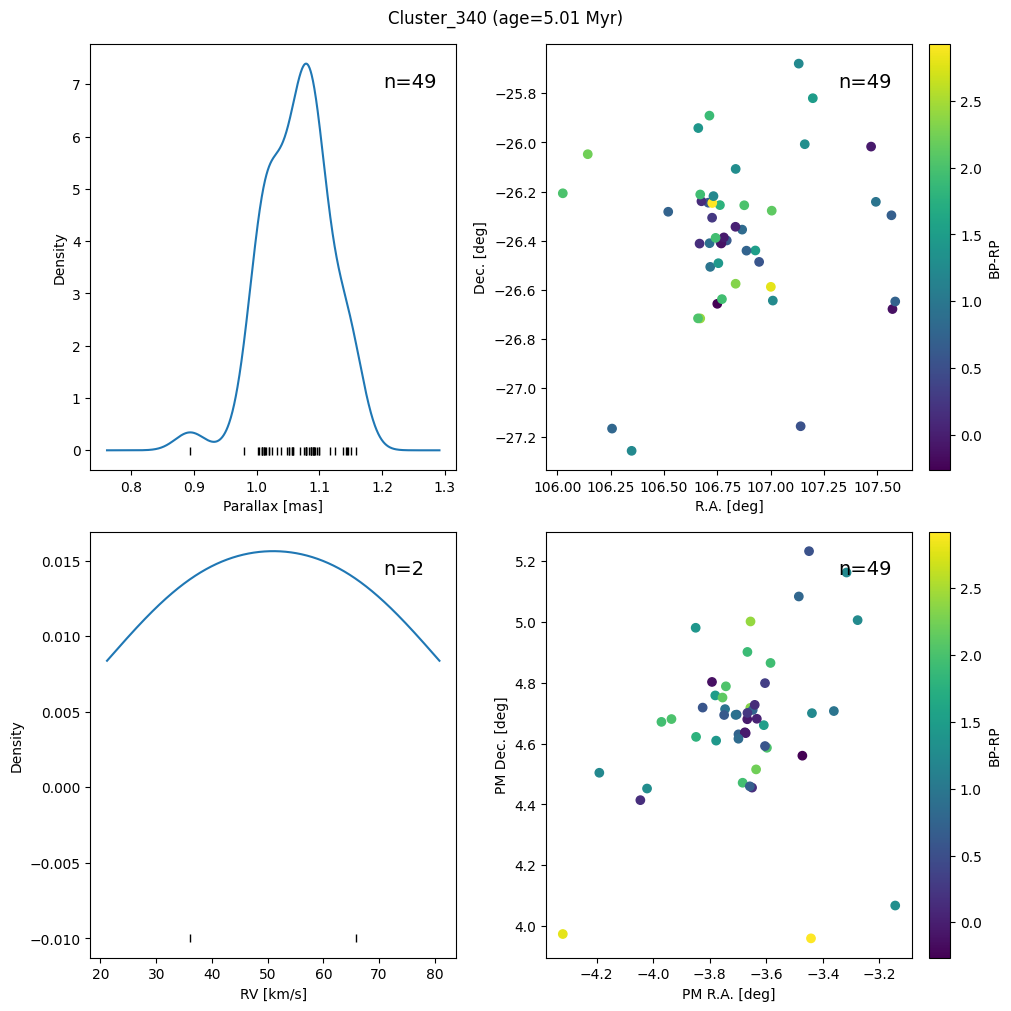 Cluster_340 (age=5.01 Myr)
n=49
7
6
5
4
3
2
1
0
Density
0.8 0.9 1.0 1.1 1.2 1.3
Parallax [mas]
n=49
−25.8
−26.0
−26.2
−26.4
−26.6
−26.8
−27.0
−27.2
Dec. [deg]
106.00 106.25 106.50 106.75 107.00 107.25 107.50
R.A. [deg]
2.5
2.0
1.5
1.0
0.5
0.0
BP-RP
n=2
0.015
0.010
0.005
0.000
−0.005
−0.010
Density
20 30 40 50 60 70 80
RV [km/s]
n=49
5.2
5.0
4.8
4.6
4.4
4.2
4.0
PM Dec. [deg]
−4.2 −4.0 −3.8 −3.6 −3.4 −3.2
PM R.A. [deg]
2.5
2.0
1.5
1.0
0.5
0.0
BP-RP